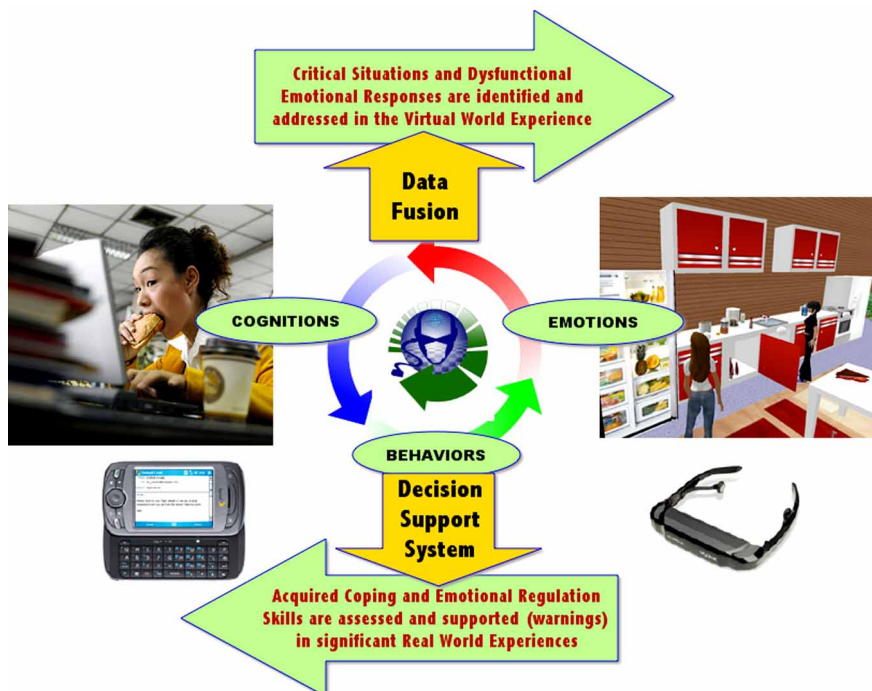 Critical Situations and Dysfunctional
Emotional Responses are identified and
addressed in the Virtual World Experience
Data
Fusion
COGNITIONS
EMOTIONS
BEHAVIORS
Decision
Support
System
Acquired Coping and Emotional Regulation
Skills are assessed and supported (warnings)
in significant Real World Experiences